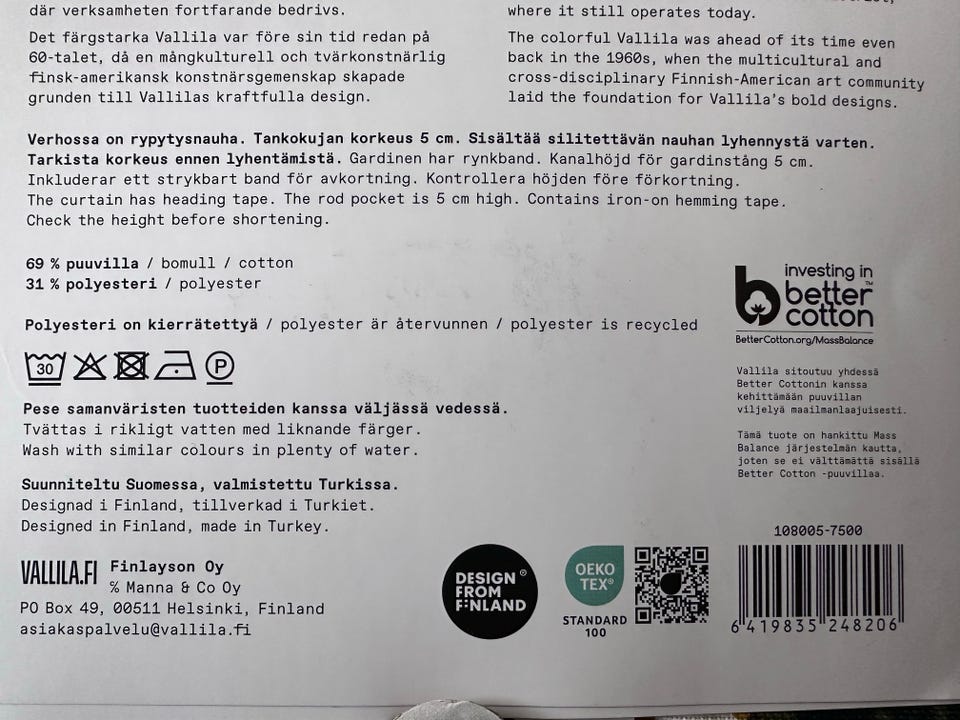 där verksamheten fortfarande bedrivs.
Det färgstarka Vallila var före sin tid redan på
60-talet, då en mångkulturell och tvärkonstnärlig
finsk-amerikansk konstnärsgemenskap skapade
grunden till Vallilas kraftfulla design.
where it still operates today.
The colorful Vallila was ahead of its time even
back in the 1960s, when the multicultural and
cross-disciplinary Finnish-American art community
laid the foundation for Vallila's bold designs.
Verhossa on rypytysnauha. Tankokujan korkeus 5 cm. Sisältää silitettävän nauhan lyhennystä varten.
Tarkista korkeus ennen lyhentämistä. Gardinen har rynkband. Kanalhöjd för gardinstång 5 cm.
Inkluderar ett strykbart band för avkortning. Kontrollera höjden före förkortning.
The curtain has heading tape. The rod pocket is 5 cm high. Contains iron-on hemming tape.
Check the height before shortening.
69 % puuvilla / bomull / cotton
31 % polyesteri / polyester
Polyesteri on kierrätettyä / polyester är återvunnen / polyester is recycled
30
P
Pese samanväristen tuotteiden kanssa väljässä vedessä.
Tvättas i rikligt vatten med liknande färger.
Wash with similar colours in plenty of water.
Suunniteltu Suomessa, valmistettu Turkissa.
Designad i Finland, tillverkad i Turkiet.
Designed in Finland, made in Turkey.
VALLILA.FI
Finlayson Oy
% Manna & Co Oy
PO Box 49, 00511 Helsinki, Finland
asiakaspalvelu@vallila.fi
DESIGN®
FROM
FINLAND
OEKO
TEX®
STANDARD
100
investing in
better
cotton™
BetterCotton.org/MassBalance
Vallila sitoutuu yhdessä
Better Cottonin kanssa
kehittämään puuvillan
viljelyä maailmanlaajuisesti.
Tämä tuote on hankittu Mass
Balance järjestelmän kautta,
joten se ei välttämättä sisällä
Better Cotton -puuvillaa.
108005-7500
6 419835 248206